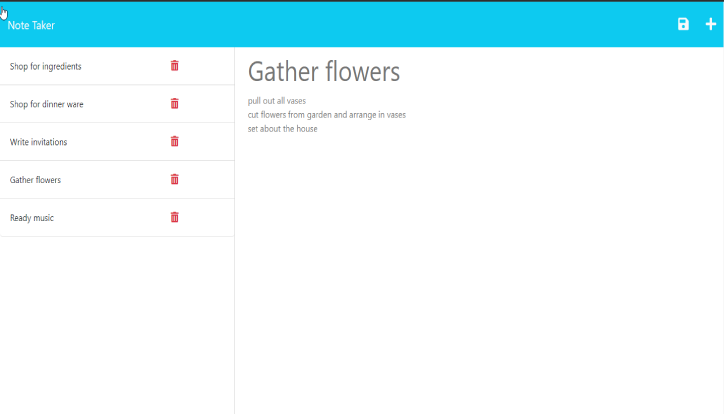 Note Taker
Shop for ingredients
Shop for dinner ware
Write invitations
Gather flowers
Ready music
Gather flowers
pull out all vases
cut flowers from garden and arrange in vases
set about the house